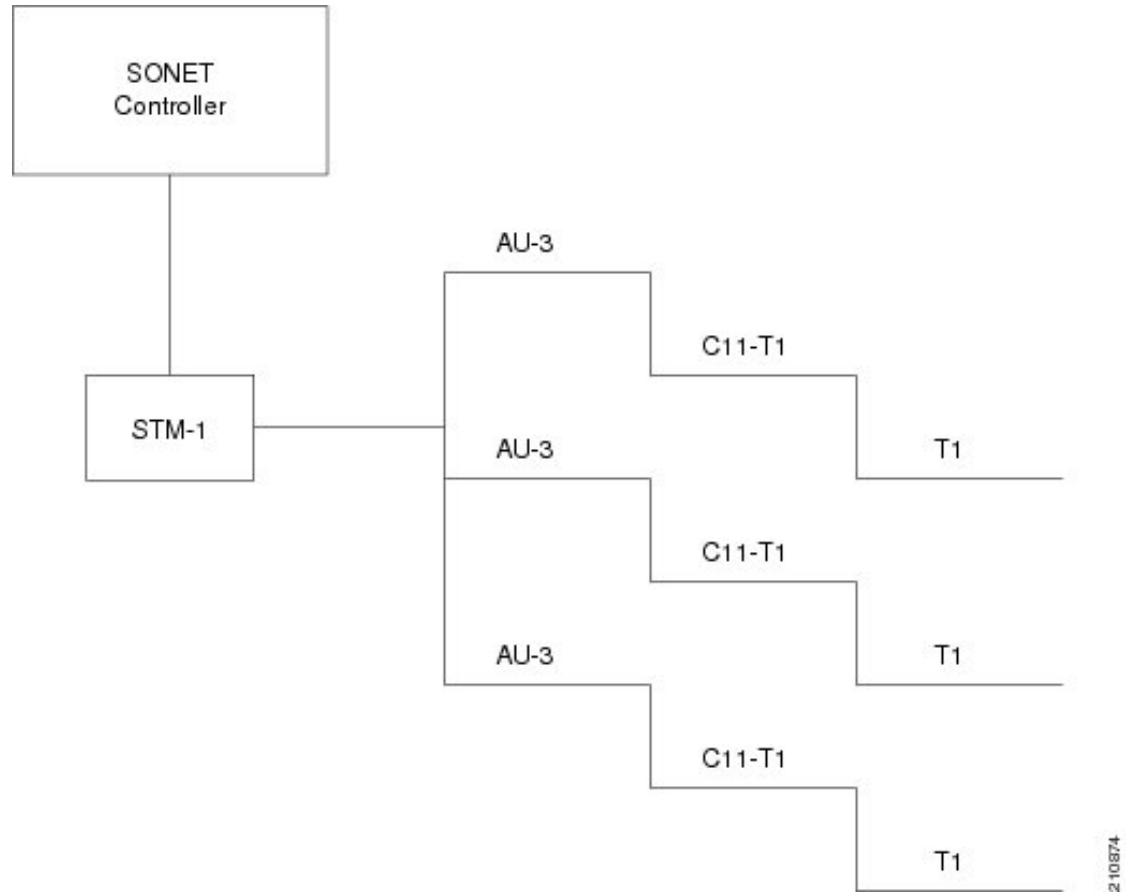 SONET
Controller
AU-3
C11-T1
STM-1
AU-3
T1
C11-T1
AU-3
T1
C11-T1
T1
210874